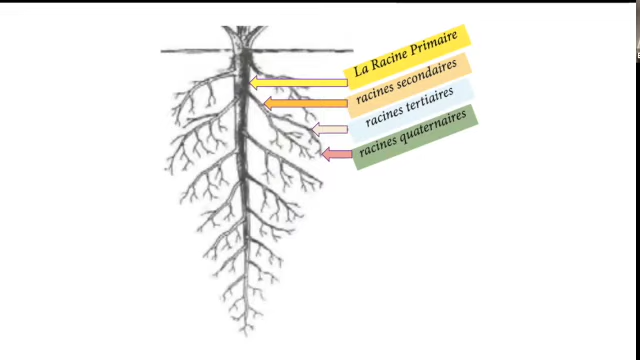 La Racine Primaire
racines secondaires
racines tertiaires
racines quaternaires